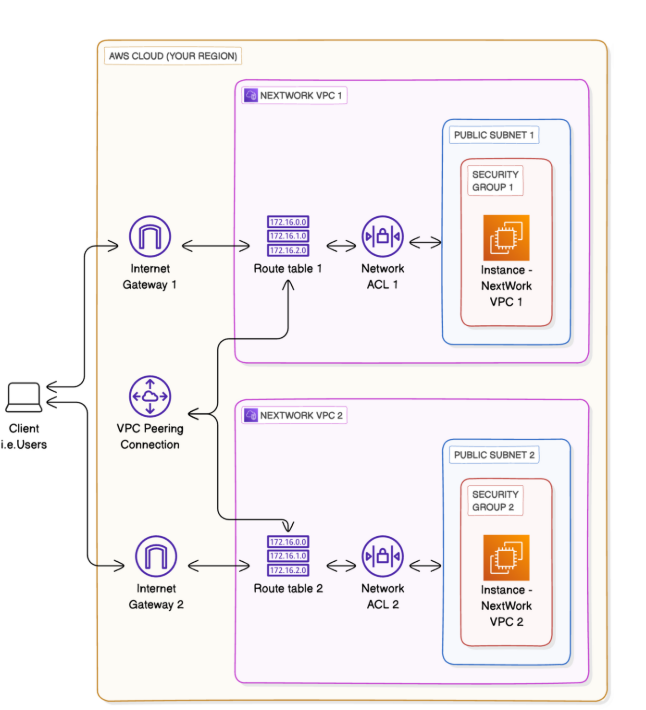 AWS CLOUD (YOUR REGION)
NEXTWORK VPC 1
PUBLIC SUBNET 1
SECURITY
GROUP 1
172.16.0.0
172.16.1.0
172.16.2.0
Internet
Gateway 1
Route table 1
Network
ACL 1
Instance -
NextWork
VPC 1
Client
i.e.Users
VPC Peering
Connection
NEXTWORK VPC 2
PUBLIC SUBNET 2
SECURITY
GROUP 2
172.16.0.0
172.16.1.0
172.16.2.0
Internet
Gateway 2
Route table 2
Network
ACL 2
Instance -
NextWork
VPC 2